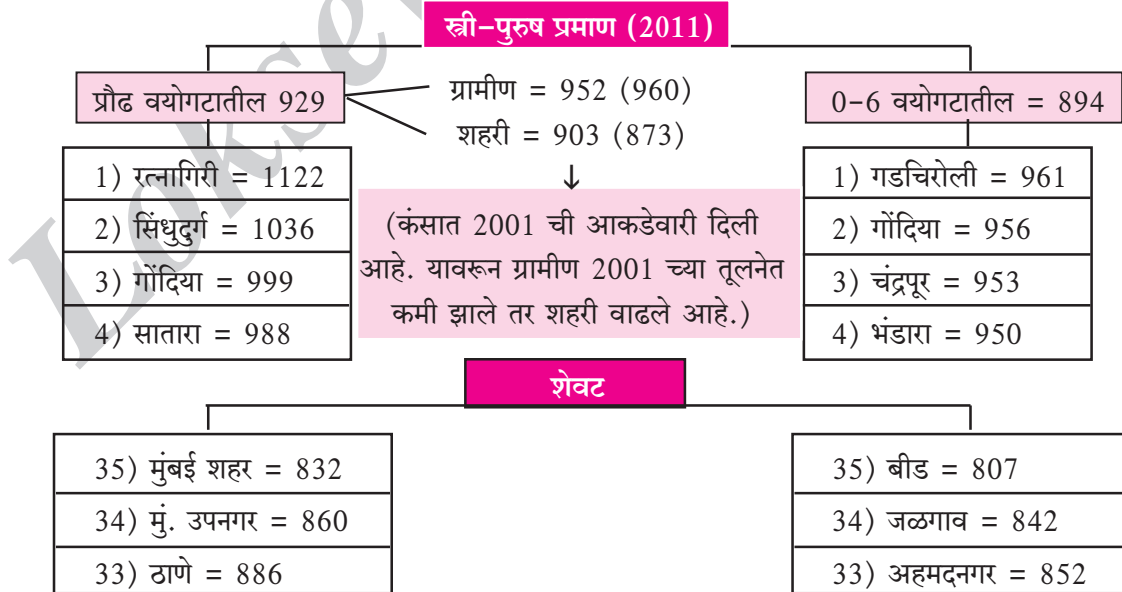 स्त्री-पुरुष प्रमाण (2011)
प्रौढ वयोगटातील 929
ग्रामीण = 952 (960)
शहरी = 903 (873)
↓
(कंसात 2001 ची आकडेवारी दिली
आहे. यावरून ग्रामीण 2001 च्या तूलनेत
कमी झाले तर शहरी वाढले आहे.)
0-6 वयोगटातील = 894
1) रत्नागिरी = 1122
2) सिंधुदुर्ग = 1036
3) गोंदिया = 999
4) सातारा = 988
1) गडचिरोली = 961
2) गोंदिया = 956
3) चंद्रपूर = 953
4) भंडारा = 950
शेवट
35) मुंबई शहर = 832
34) मुं. उपनगर = 860
33) ठाणे = 886
35) बीड = 807
34) जळगाव = 842
33) अहमदनगर = 852
Lokse